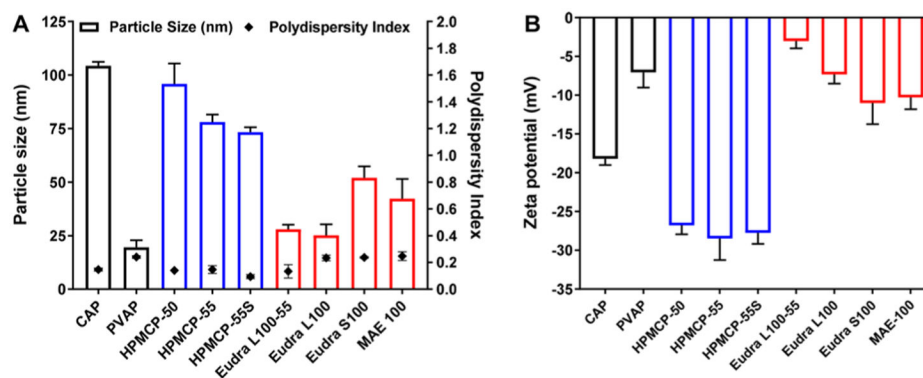 A
Particle Size (nm)
Polydispersity Index
Particle size (nm)
125
100
75
50
25
0
2.0
1.8
1.6
1.4
1.2
1.0
0.8
0.6
0.4
0.2
0.0
Polydispersity Index
CAP
PVAP
HPMCP-50
HPMCP-55
HPMCP-55S
Eudra L100-55
Eudra L100
Eudra S100
MAE-100
B
Zeta potential (mV)
0
-5
-10
-15
-20
-25
-30
-35
CAP
PVAP
HPMCP-50
HPMCP-55
HPMCP-55S
Eudra L100-55
Eudra L100
Eudra S100
MAE-100